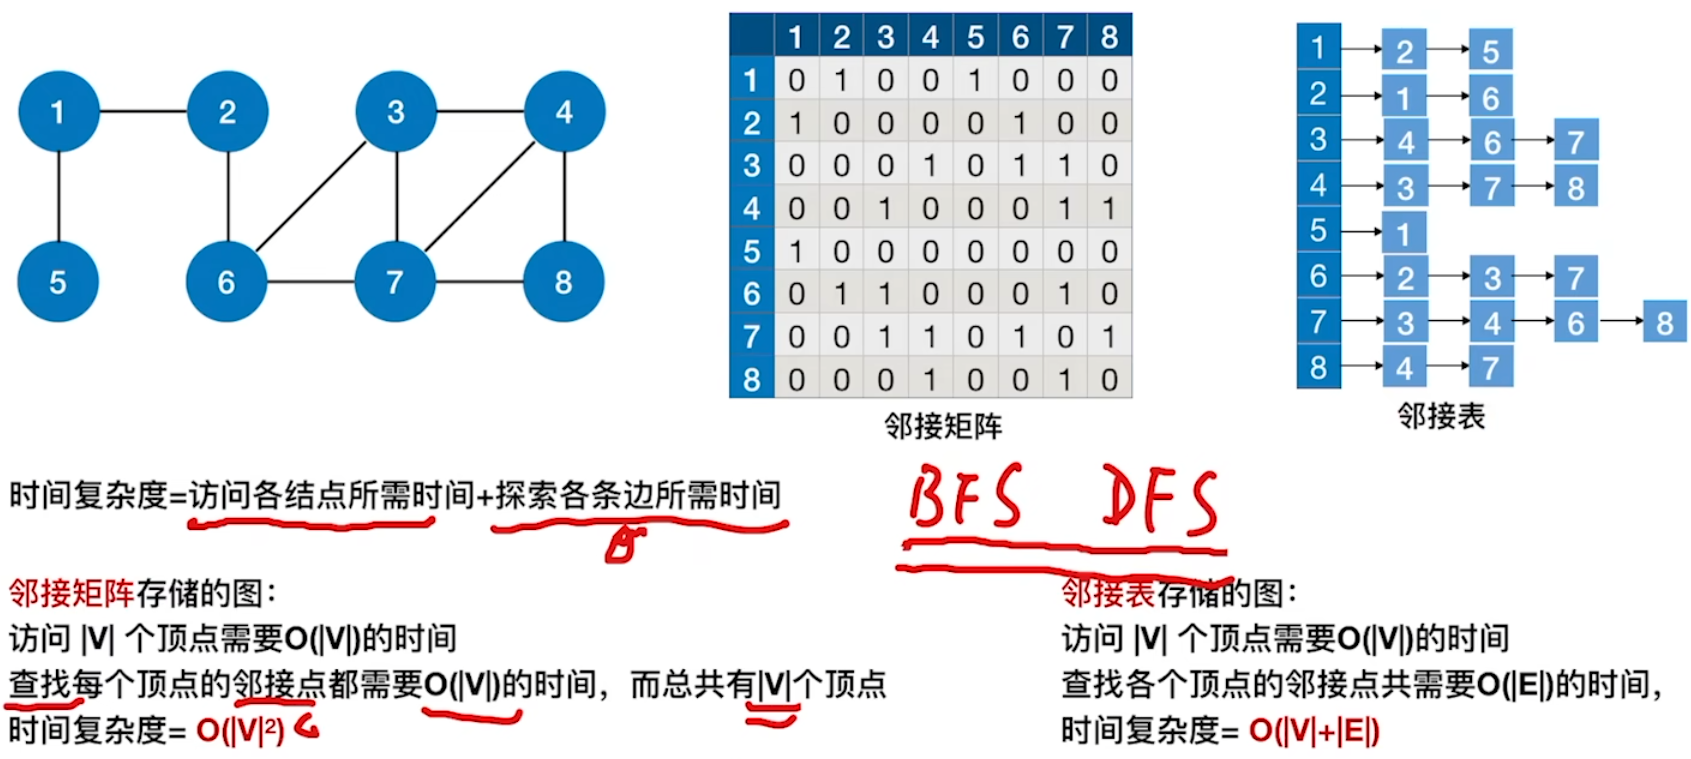 1 2 3 4
5 6 7 8
1 2 3 4 5 6 7 8
1 0 1 0 0 1 0 0 0
2 1 0 0 0 0 1 0 0
3 0 0 0 1 0 1 1 0
4 0 0 1 0 0 0 1 1
5 1 0 0 0 0 0 0 0
6 0 1 1 0 0 0 1 0
7 0 0 1 1 0 1 0 1
8 0 0 0 1 0 0 1 0
邻接矩阵
1 2 5
2 1 6
3 4 6 7
4 3 7 8
5 1
6 2 3 7
7 3 4 6 8
8 4 7
邻接表
时间复杂度=访问各结点所需时间+探索各条边所需时间
BFS DFS
邻接矩阵存储的图：
访问 |V| 个顶点需要O(|V|)的时间
查找每个顶点的邻接点都需要O(|V|)的时间，而总共有|V|个顶点
时间复杂度= O(|V|²)
邻接表存储的图：
访问 |V| 个顶点需要O(|V|)的时间
查找各个顶点的邻接点共需要O(|E|)的时间，
时间复杂度= O(|V|+|E|)